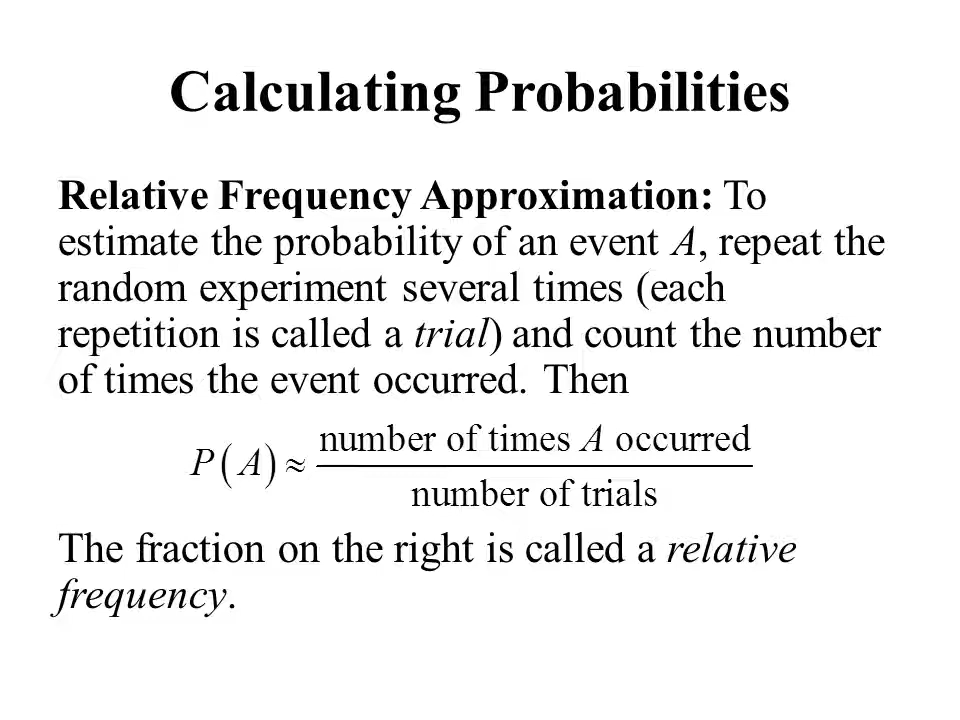 Calculating Probabilities
Relative Frequency Approximation: To
estimate the probability of an event A, repeat the
random experiment several times (each
repetition is called a trial) and count the number
of times the event occurred. Then
P(A) ≈ number of times A occurred
number of trials
The fraction on the right is called a relative
frequency.